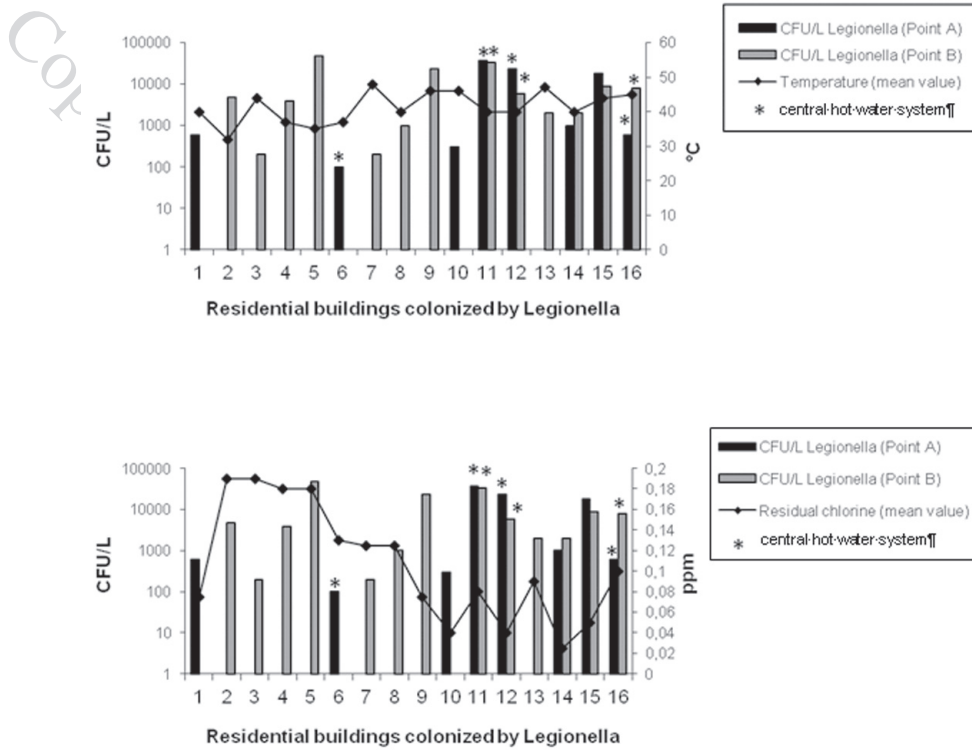 Co
CFU/L Legionella (Point A)
CFU/L Legionella (Point B)
Temperature (mean value)
* central·hot·water·system¶
100000
10000
1000
100
10
1
CFU/L
60
50
40
30
20
10
0
°C
* ** * * * *
1 2 3 4 5 6 7 8 9 10 11 12 13 14 15 16
Residential buildings colonized by Legionella
CFU/L Legionella (Point A)
CFU/L Legionella (Point B)
Residual chlorine (mean value)
* central·hot·water·system¶
100000
10000
1000
100
10
1
CFU/L
0,2
0,18
0,16
0,14
0,12
0,1
0,08
0,06
0,04
0,02
0
ppm
* * * * * * *
1 2 3 4 5 6 7 8 9 10 11 12 13 14 15 16
Residential buildings colonized by Legionella